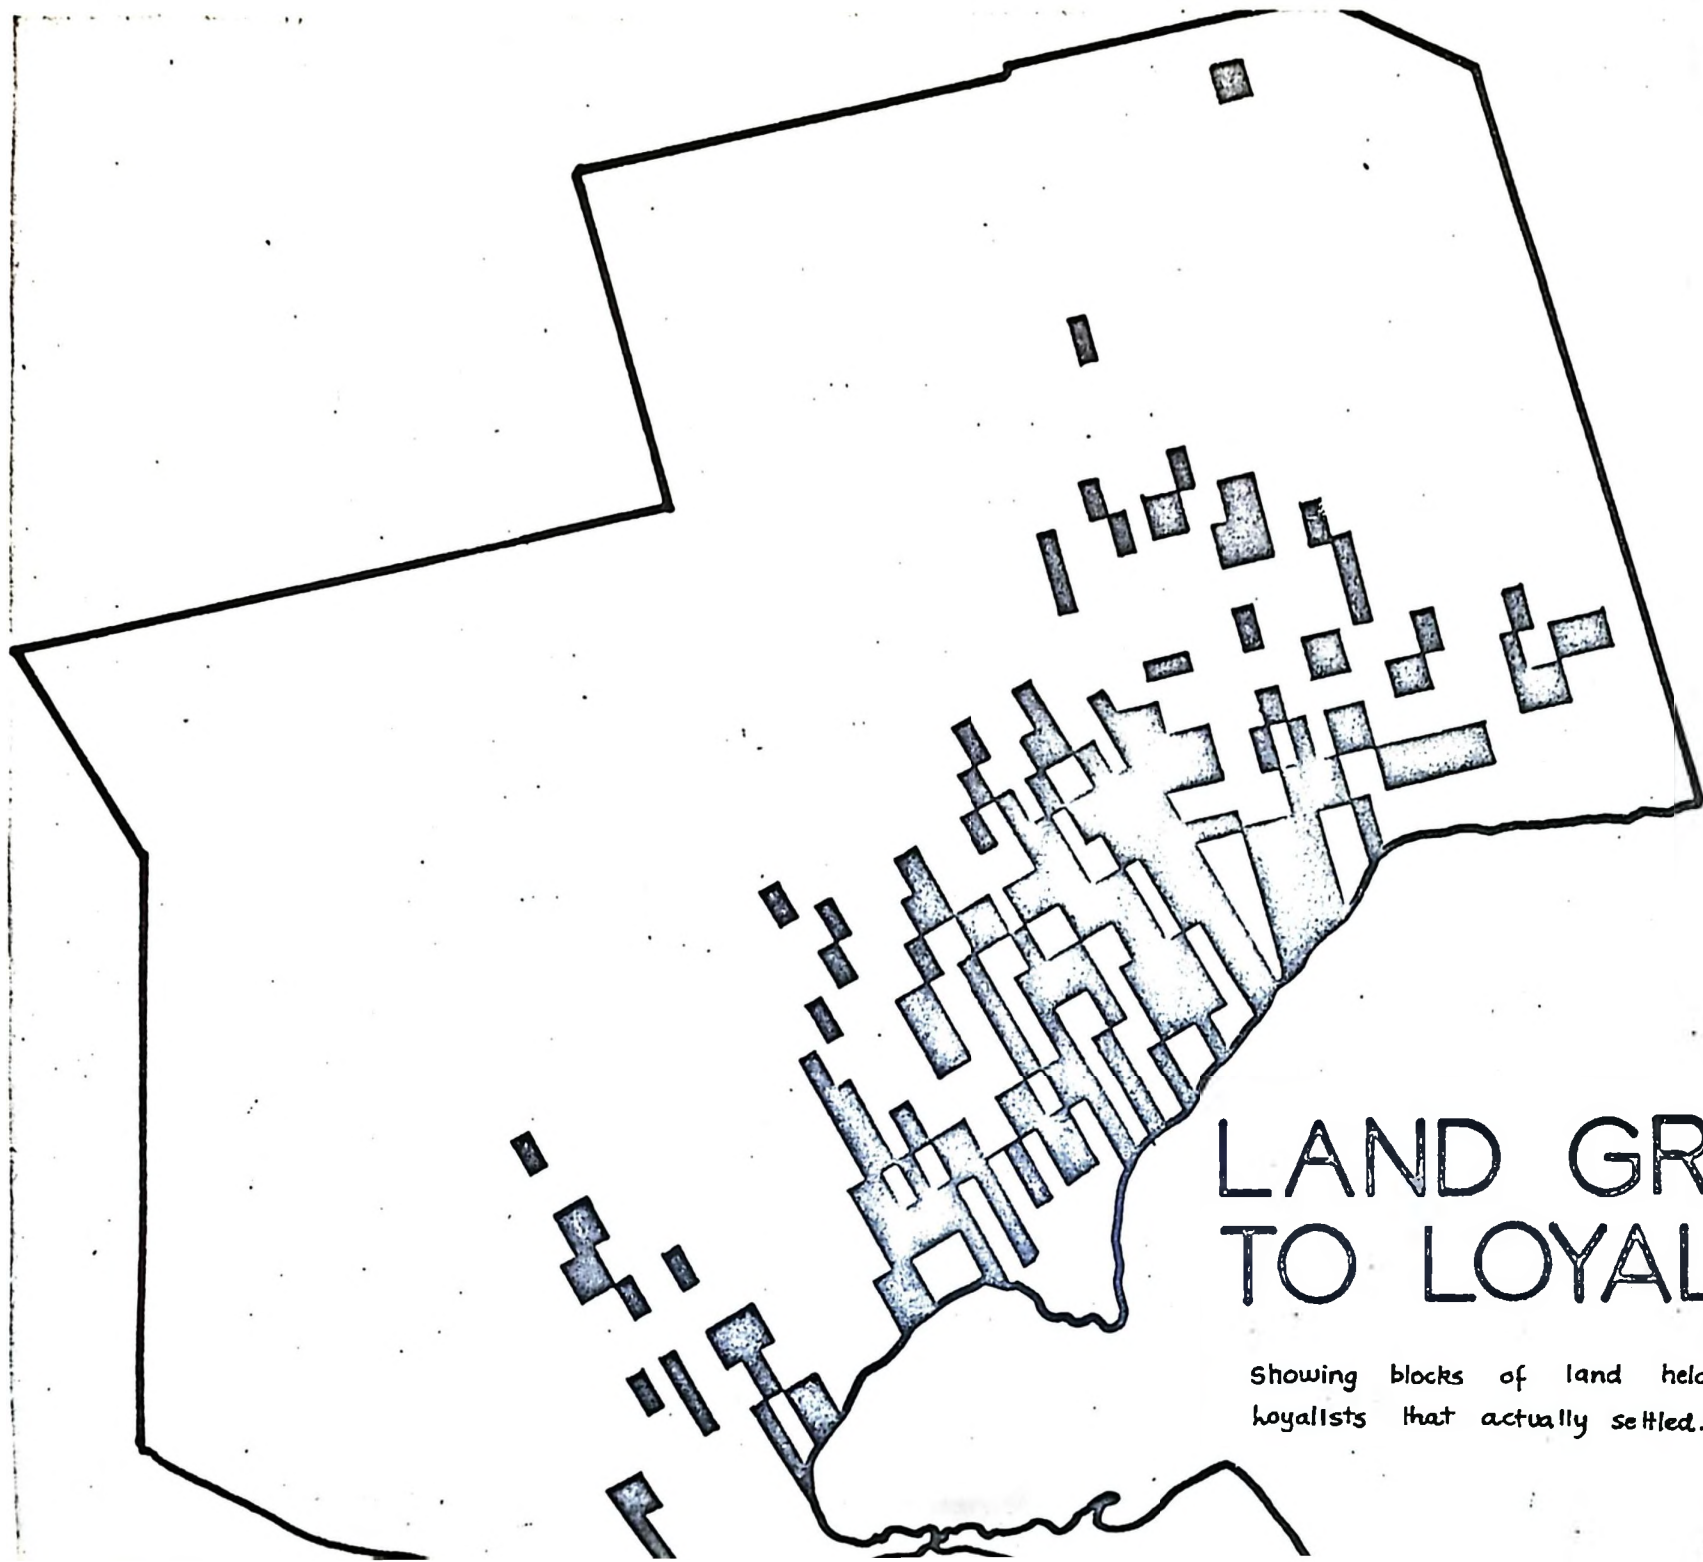 LAND GR
TO LOYAL
Showing blocks of land held
Loyalists that actually settled.